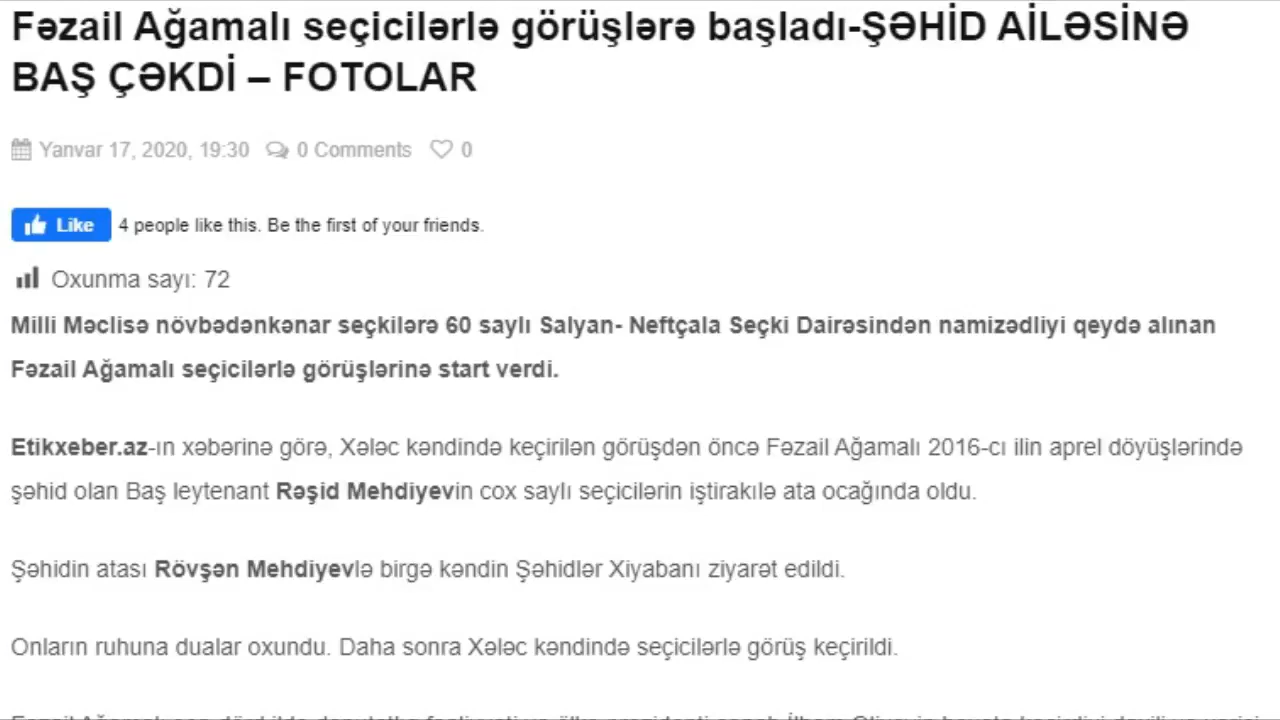 Fəzail Ağamalı seçicilərlə görüşlərə başladı-ŞƏHİD AİLƏSİNƏ
BAŞ ÇƏKDİ – FOTOLAR
Yanvar 17, 2020, 19:30 0 Comments 0
Like 4 people like this. Be the first of your friends.
Oxunma sayı: 72
Milli Məclisə növbədənkənar seçkilərə 60 saylı Salyan- Neftçala Seçki Dairəsindən namizədliyi qeydə alınan
Fəzail Ağamalı seçicilərlə görüşlərinə start verdi.
Etikxeber.az-ın xəbərinə görə, Xələc kəndində keçirilən görüşdən öncə Fəzail Ağamalı 2016-cı ilin aprel döyüşlərində
şəhid olan Baş leytenant Rəşid Mehdiyevin cox saylı seçicilərin iştirakılə ata ocağında oldu.
Şəhidin atası Rövşən Mehdiyevlə birgə kəndin Şəhidlər Xiyabanı ziyarət edildi.
Onların ruhuna dualar oxundu. Daha sonra Xələc kəndində seçicilərlə görüş keçirildi.